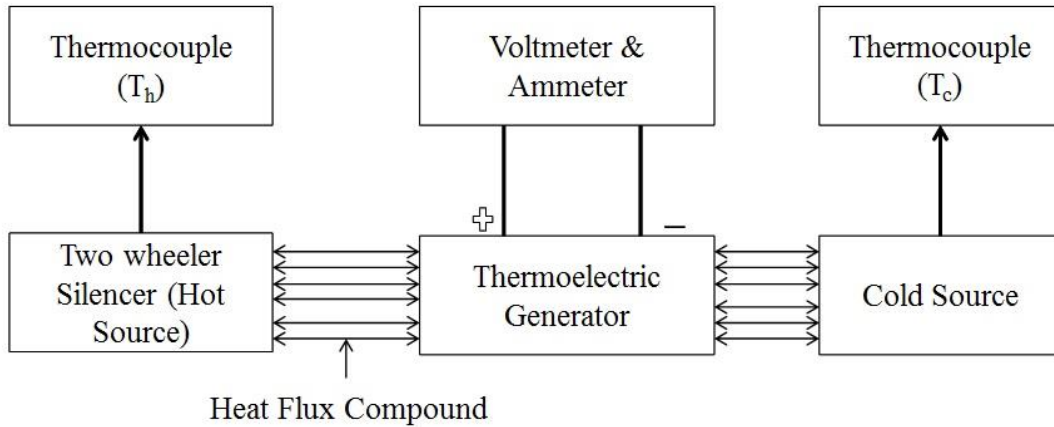 Thermocouple
(Th)
Voltmeter &
Ammeter
Thermocouple
(Tc)
+
−
Two wheeler
Silencer (Hot
Source)
Thermoelectric
Generator
Cold Source
Heat Flux Compound